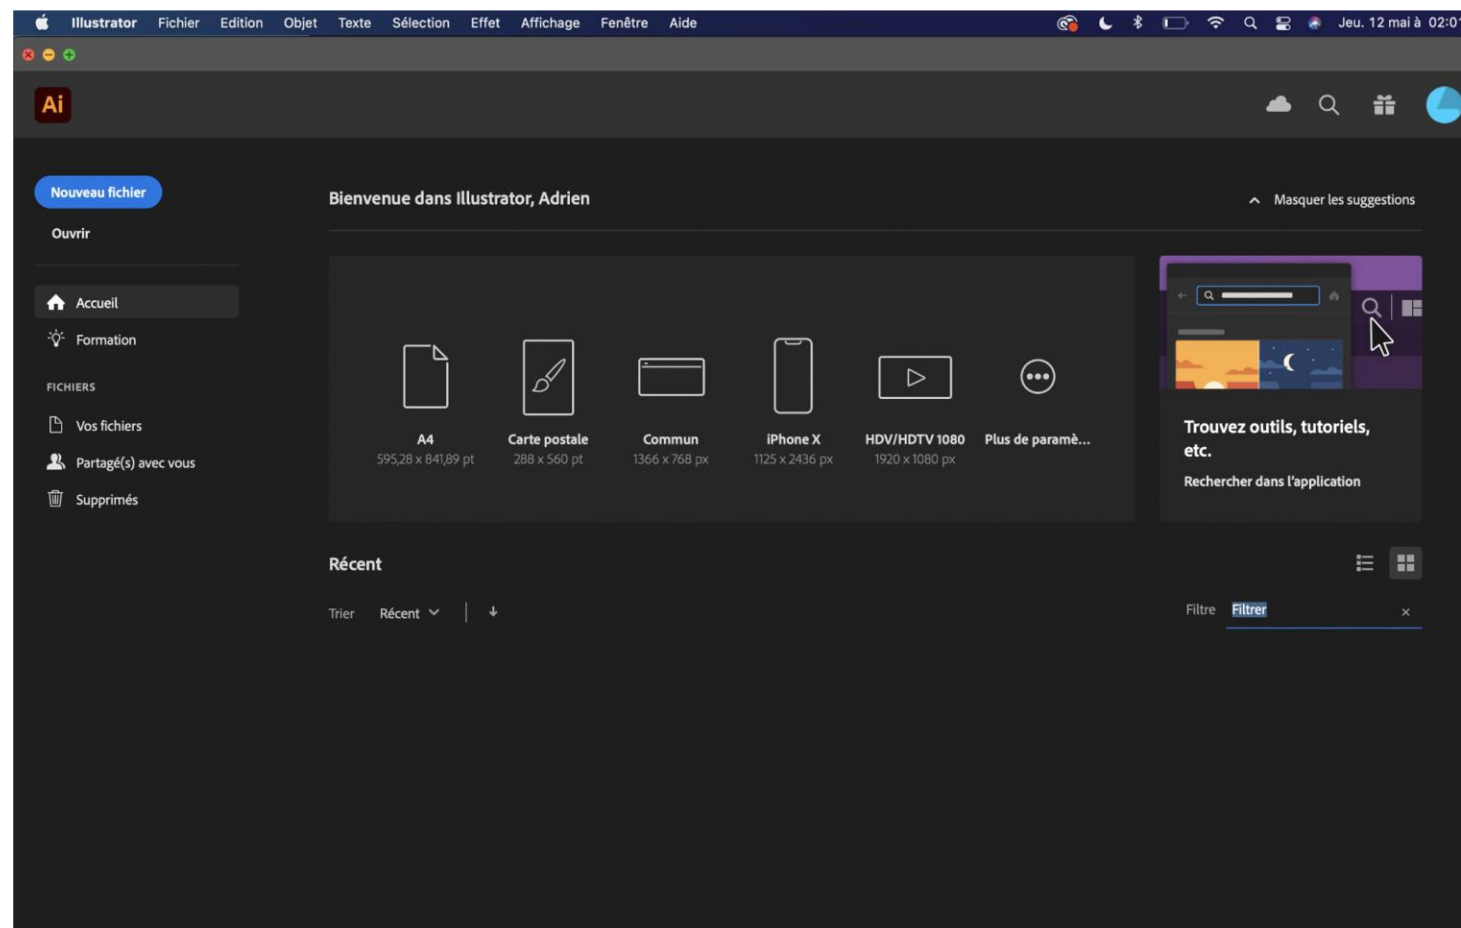 Illustrator Fichier Edition Objet Texte Sélection Effet Affichage Fenêtre Aide Jeu. 12 mai à 02:01
Ai
Nouveau fichier
Ouvrir
Accueil
Formation
FICHIERS
Vos fichiers
Partagé(s) avec vous
Supprimés
Bienvenue dans Illustrator, Adrien
Masquer les suggestions
A4
595,28 x 841,89 pt
Carte postale
288 x 560 pt
Commun
1366 x 768 px
iPhone X
1125 x 2436 px
HDV/HDTV 1080
1920 x 1080 px
Plus de paramè...
Trouvez outils, tutoriels,
etc.
Rechercher dans l'application
Récent
Trier Récent
Filtre Filtrer